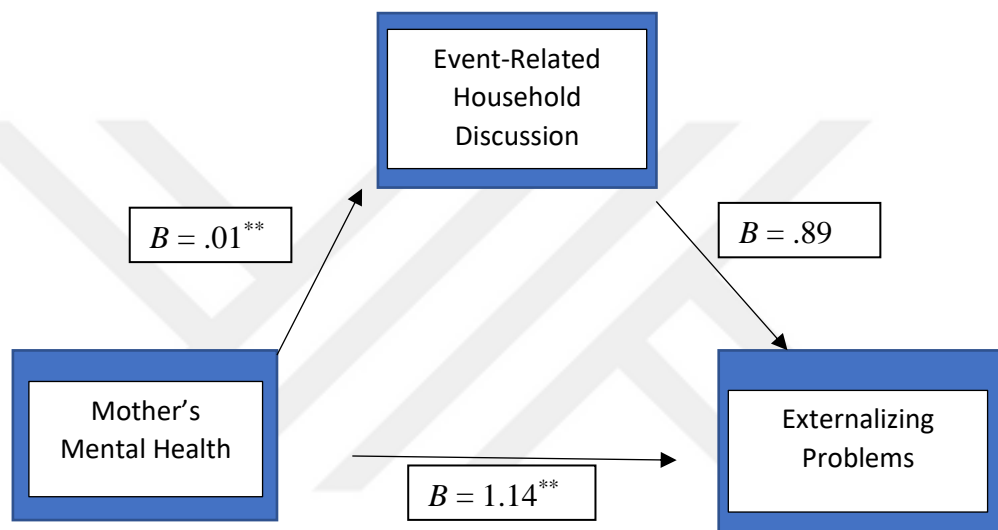 Event-Related
Household
Discussion
B = .01**
B = .89
Mother’s
Mental Health
Externalizing
Problems
B = 1.14**